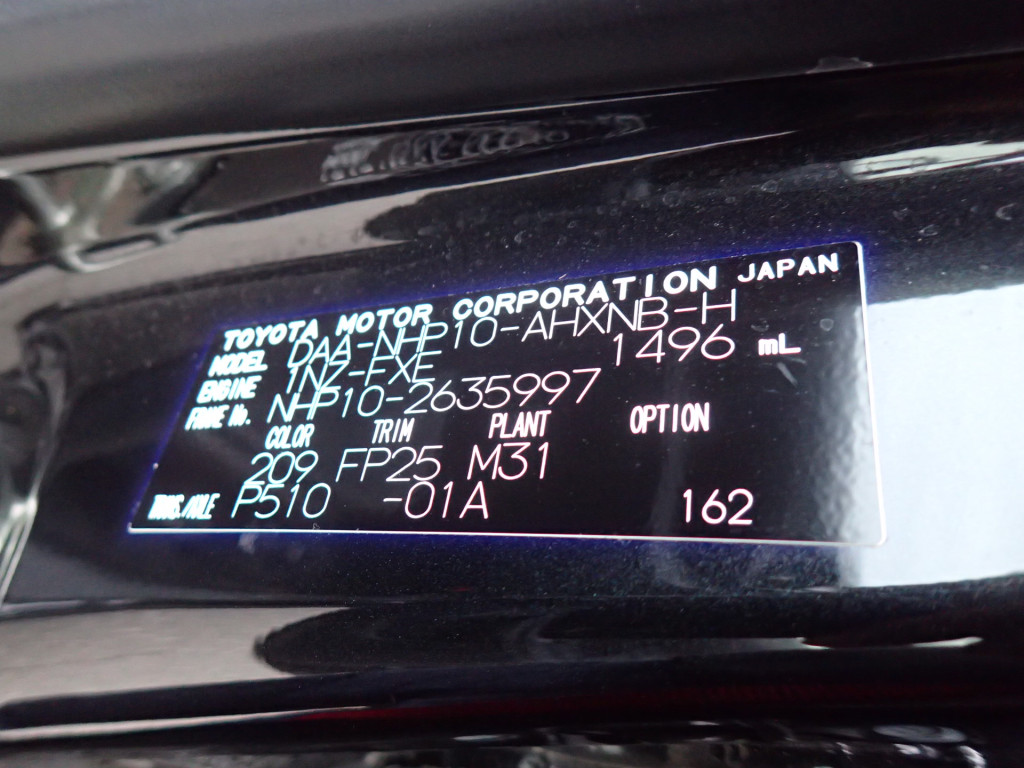 TOYOTA MOTOR CORPORATION JAPAN
MODEL DAA-NHP10-AHXNB-H
ENGINE 1NZ-FXE 1496 mL
FRAME No. NHP10-2635997
COLOR TRIM PLANT OPTION
209 FP25 M31
TRANS./AXLE P510 -01A 162